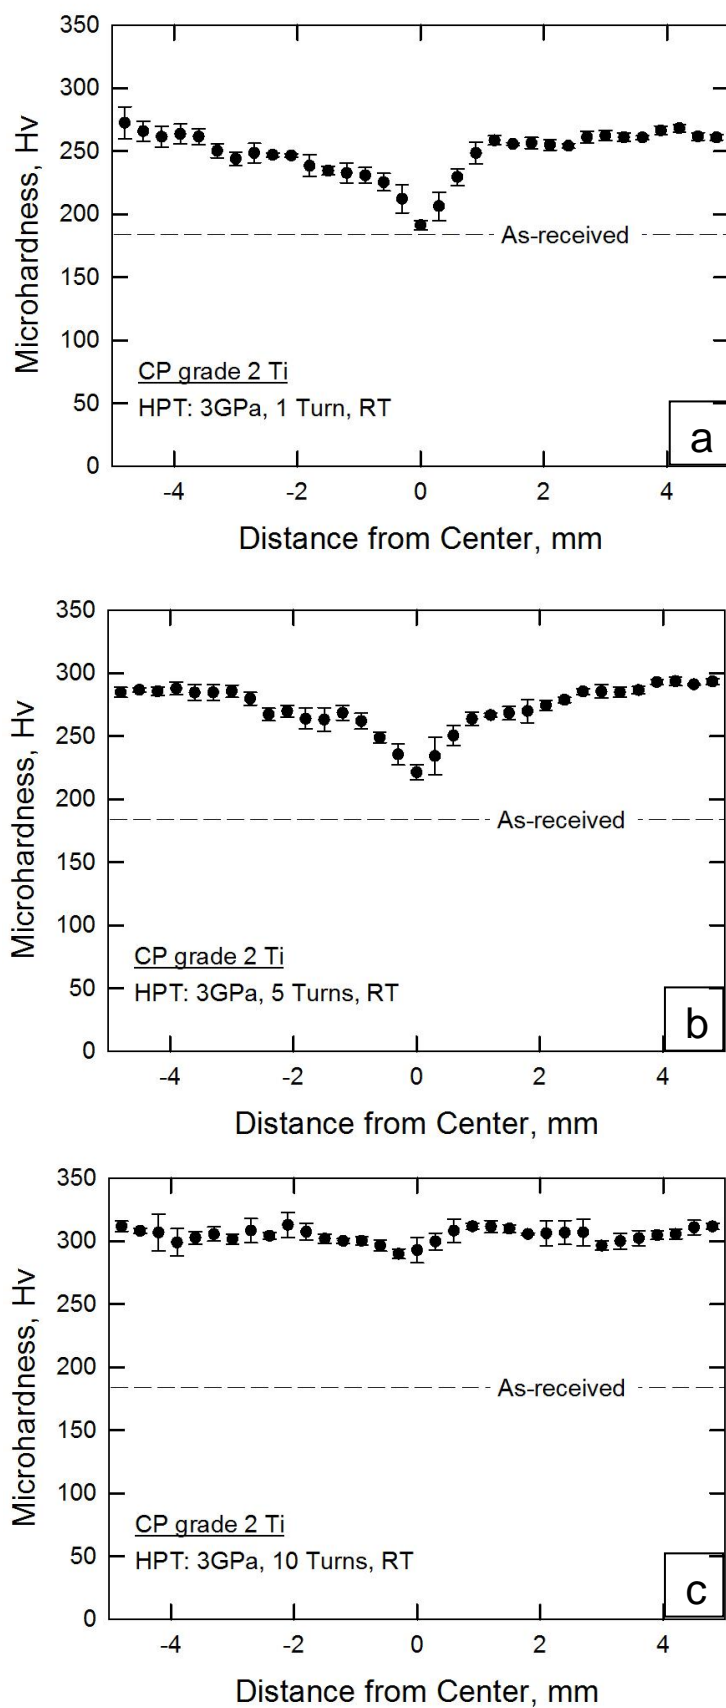 350
300
250
200
150
100
50
0
Microhardness, Hv
As-received
CP grade 2 Ti
HPT: 3GPa, 1 Turn, RT
a
-4 -2 0 2 4
Distance from Center, mm
350
300
250
200
150
100
50
0
Microhardness, Hv
As-received
CP grade 2 Ti
HPT: 3GPa, 5 Turns, RT
b
-4 -2 0 2 4
Distance from Center, mm
350
300
250
200
150
100
50
0
Microhardness, Hv
As-received
CP grade 2 Ti
HPT: 3GPa, 10 Turns, RT
c
-4 -2 0 2 4
Distance from Center, mm